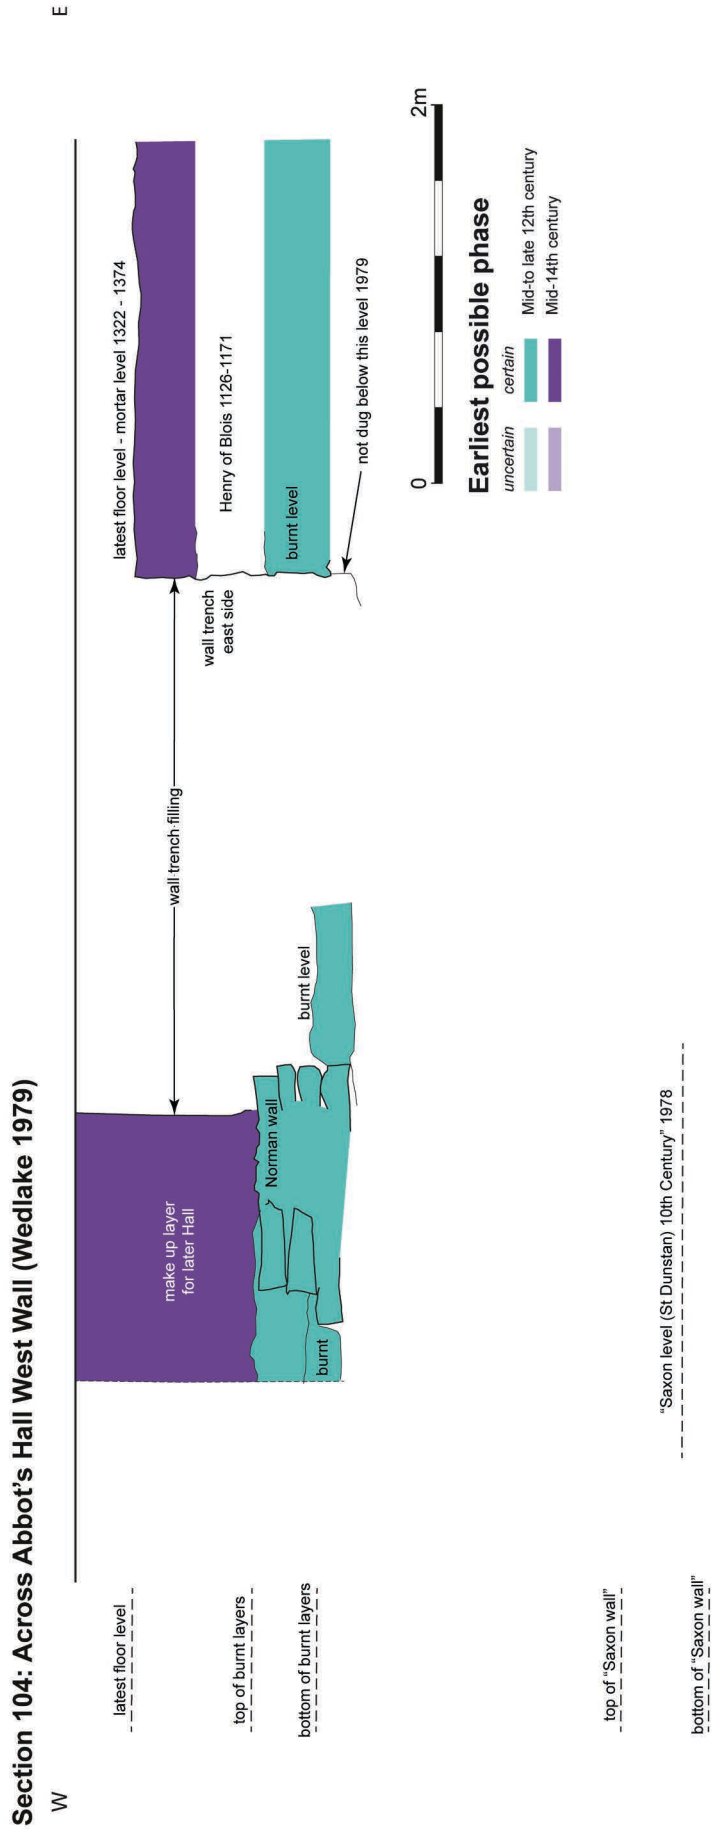 Section 104: Across Abbot's Hall West Wall (Wedlake 1979)
W
E
latest floor level
top of burnt layers
bottom of burnt layers
top of "Saxon wall"
bottom of "Saxon wall"
make up layer
for later Hall
Norman wall
burnt
burnt level
wall trench filling
"Saxon level (St Dunstan) 10th Century" 1978
latest floor level - mortar level 1322 - 1374
Henry of Blois 1126-1171
wall trench
east side
burnt level
not dug below this level 1979
0
2m
Earliest possible phase
uncertain
certain
Mid-to late 12th century
Mid-14th century